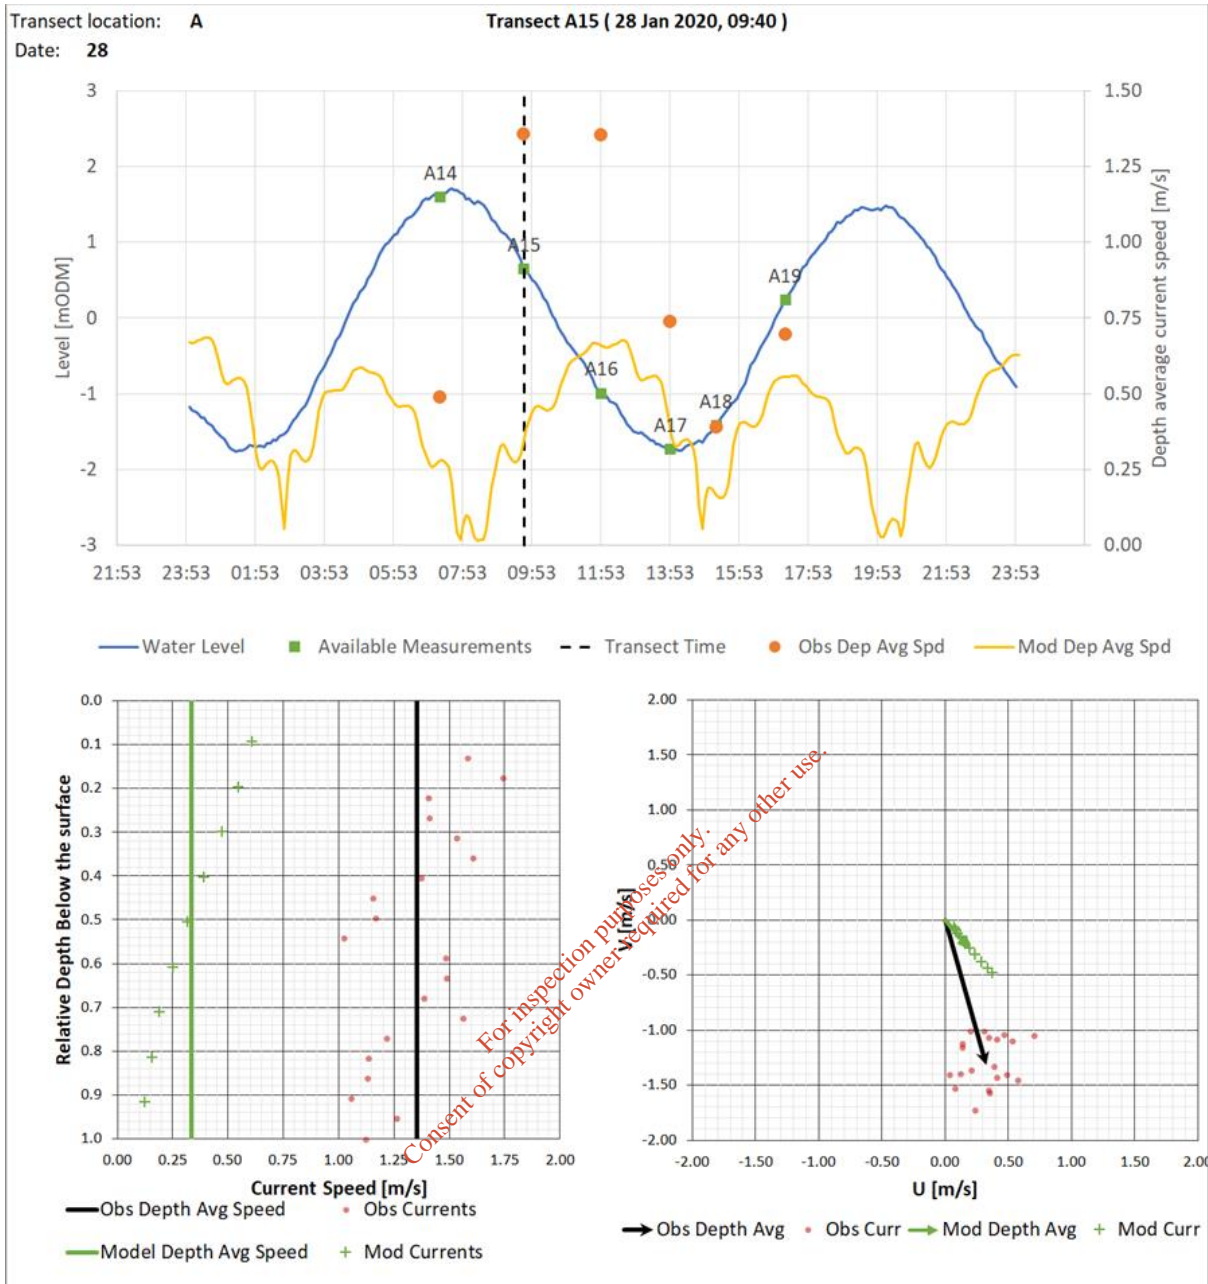 Transect location: A
Transect A15 ( 28 Jan 2020, 09:40 )
Date: 28
3
2
1
0
-1
-2
-3
Level [mODM]
1.50
1.25
1.00
0.75
0.50
0.25
0.00
Depth average current speed [m/s]
A14
A15
A16
A17
A18
A19
21:53 23:53 01:53 03:53 05:53 07:53 09:53 11:53 13:53 15:53 17:53 19:53 21:53 23:53
Water Level Available Measurements Transect Time Obs Dep Avg Spd Mod Dep Avg Spd
0.0
0.1
0.2
0.3
0.4
0.5
0.6
0.7
0.8
0.9
1.0
Relative Depth Below the surface
0.00 0.25 0.50 0.75 1.00 1.25 1.50 1.75 2.00
Current Speed [m/s]
Obs Depth Avg Speed Obs Currents
Model Depth Avg Speed Mod Currents
2.00
1.50
1.00
0.50
0.00
-0.50
-1.00
-1.50
-2.00
V [m/s]
-2.00 -1.50 -1.00 -0.50 0.00 0.50 1.00 1.50 2.00
U [m/s]
Obs Depth Avg Obs Curr Mod Depth Avg Mod Curr
For inspection purposes only.
Consent of copyright owner required for any other use.